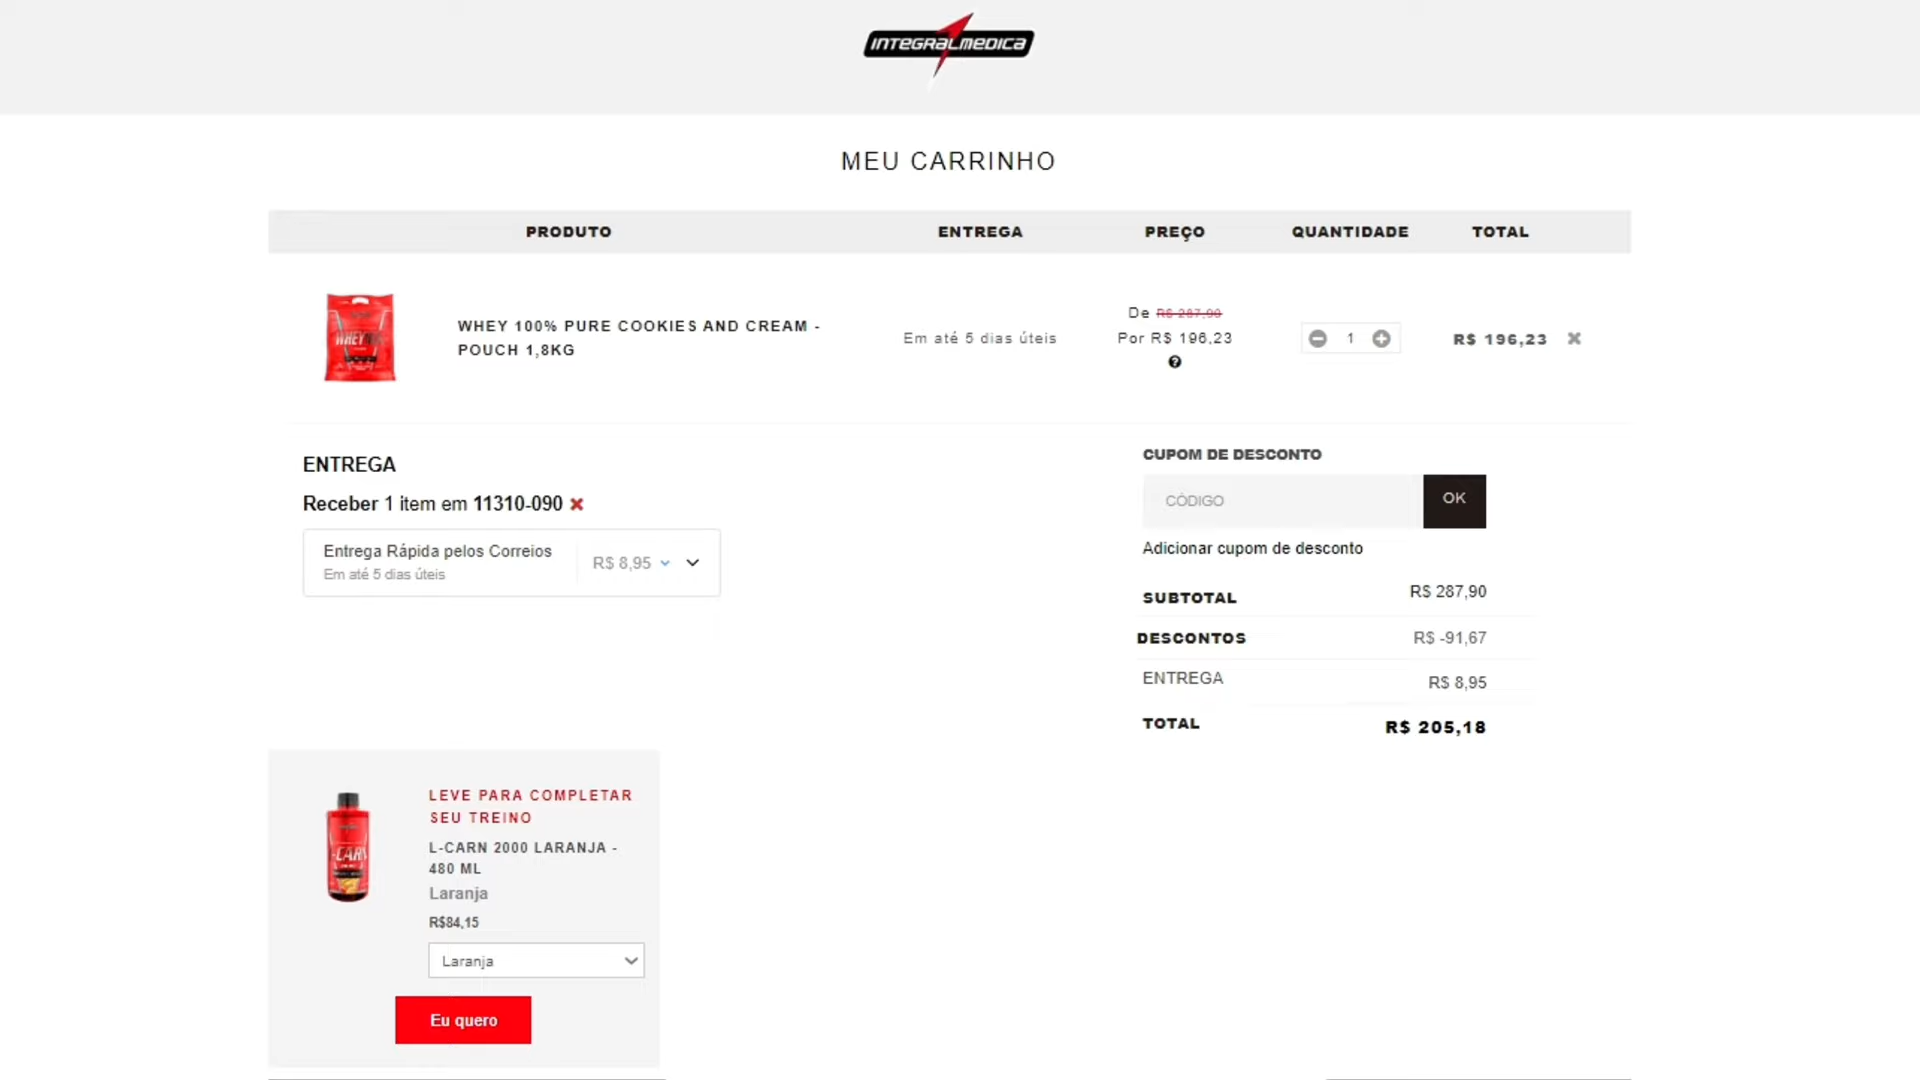 INTEGRALMEDICA
MEU CARRINHO
PRODUTO ENTREGA PREÇO QUANTIDADE TOTAL
WHEY 100% PURE COOKIES AND CREAM -
POUCH 1,8KG
Em até 5 dias úteis
De R$ 287,90
Por R$ 196,23
?
1
R$ 196,23
ENTREGA
Receber 1 item em 11310-090
Entrega Rápida pelos Correios
Em até 5 dias úteis
R$ 8,95
CUPOM DE DESCONTO
CÓDIGO
OK
Adicionar cupom de desconto
SUBTOTAL R$ 287,90
DESCONTOS R$ -91,67
ENTREGA R$ 8,95
TOTAL R$ 205,18
LEVE PARA COMPLETAR
SEU TREINO
L-CARN 2000 LARANJA -
480 ML
Laranja
R$84,15
Laranja
Eu quero